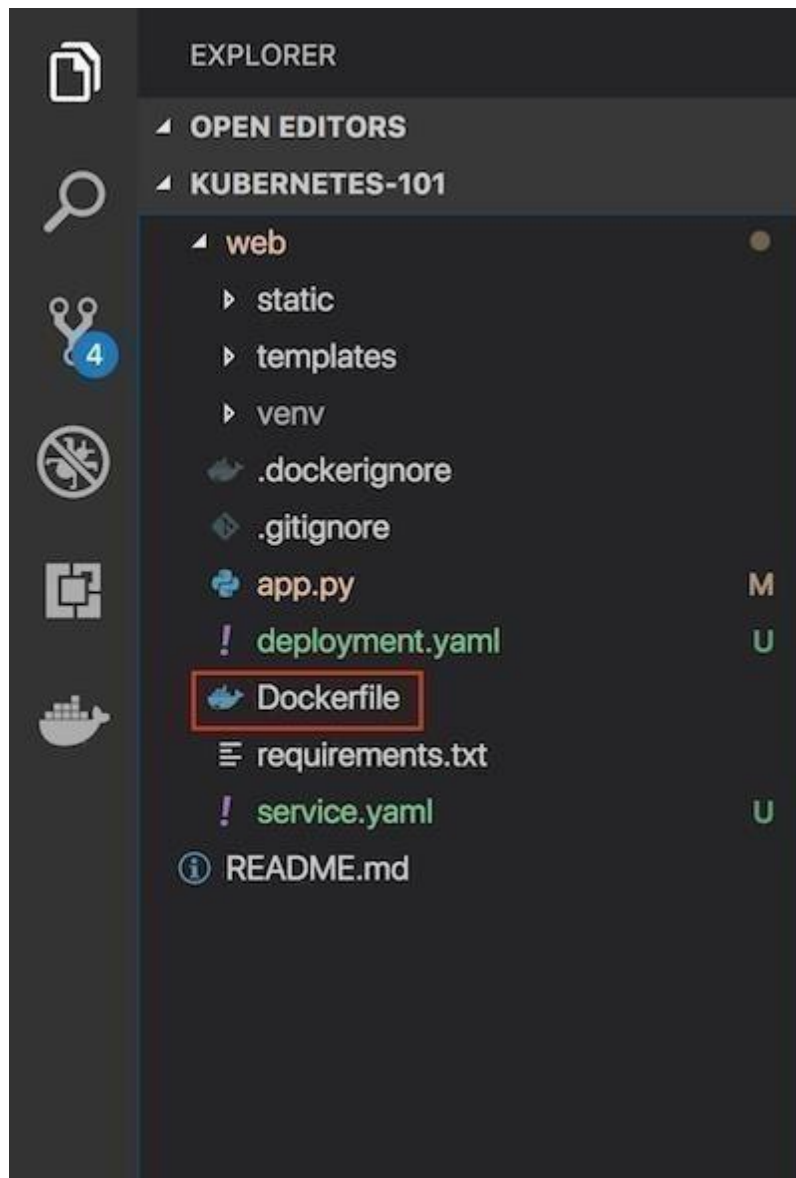 EXPLORER
OPEN EDITORS
KUBERNETES-101
web
static
templates
4
venv
.dockerignore
.gitignore
app.py M
deployment.yaml U
Dockerfile
requirements.txt
service.yaml U
README.md